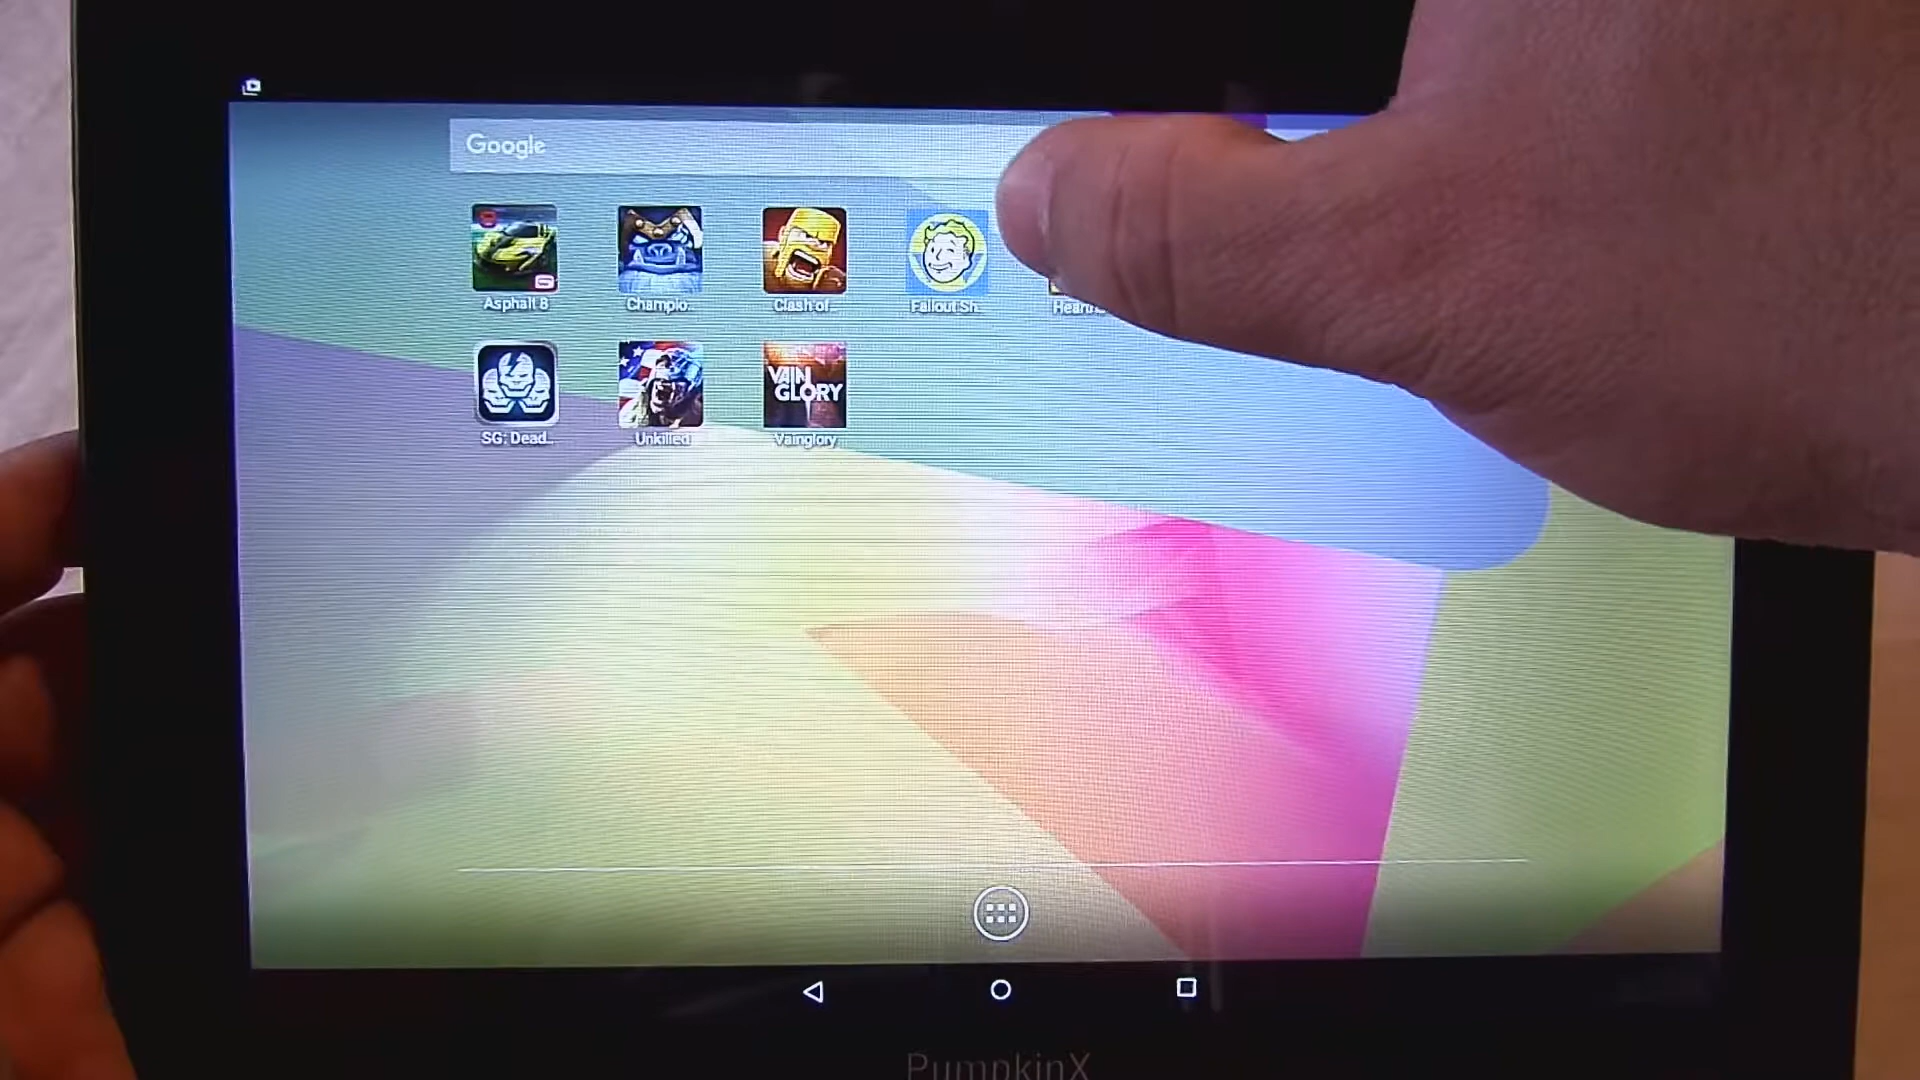 Google
Asphalt 8
Champio..
Clash of..
Fallout Sh..
VAIN
GLORY
SG: Dead..
Unkilled
Vainglory
PumpkinX